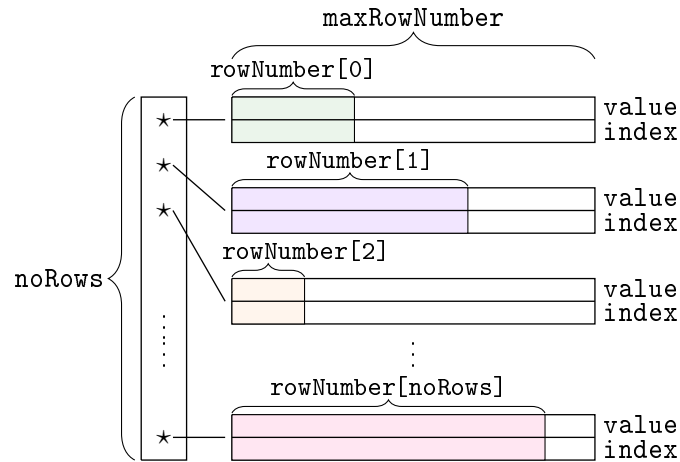 maxRowNumber
rowNumber[0]
value
index
rowNumber[1]
value
index
rowNumber[2]
noRows
value
index
rowNumber[noRows]
value
index